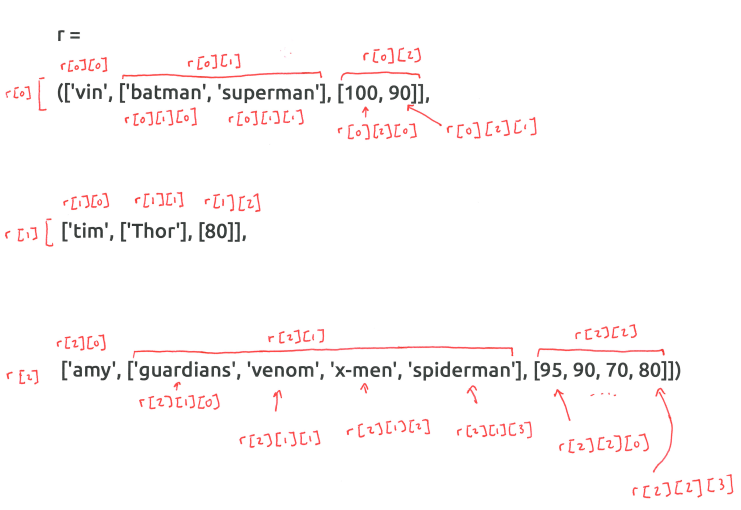 r =
r[0][0] r[0][1] r[0][2]
r[0] (['vin', ['batman', 'superman'], [100, 90]],
r[0][1][0] r[0][1][1] r[0][2][0] r[0][2][1]
r[1][0] r[1][1] r[1][2]
r[1] ['tim', ['Thor'], [80]],
r[2][0] r[2][1] r[2][2]
r[2] ['amy', ['guardians', 'venom', 'x-men', 'spiderman'], [95, 90, 70, 80]])
r[2][1][0] ....
r[2][1][1] r[2][1][2] r[2][1][3] r[2][2][0]
r[2][2][3]